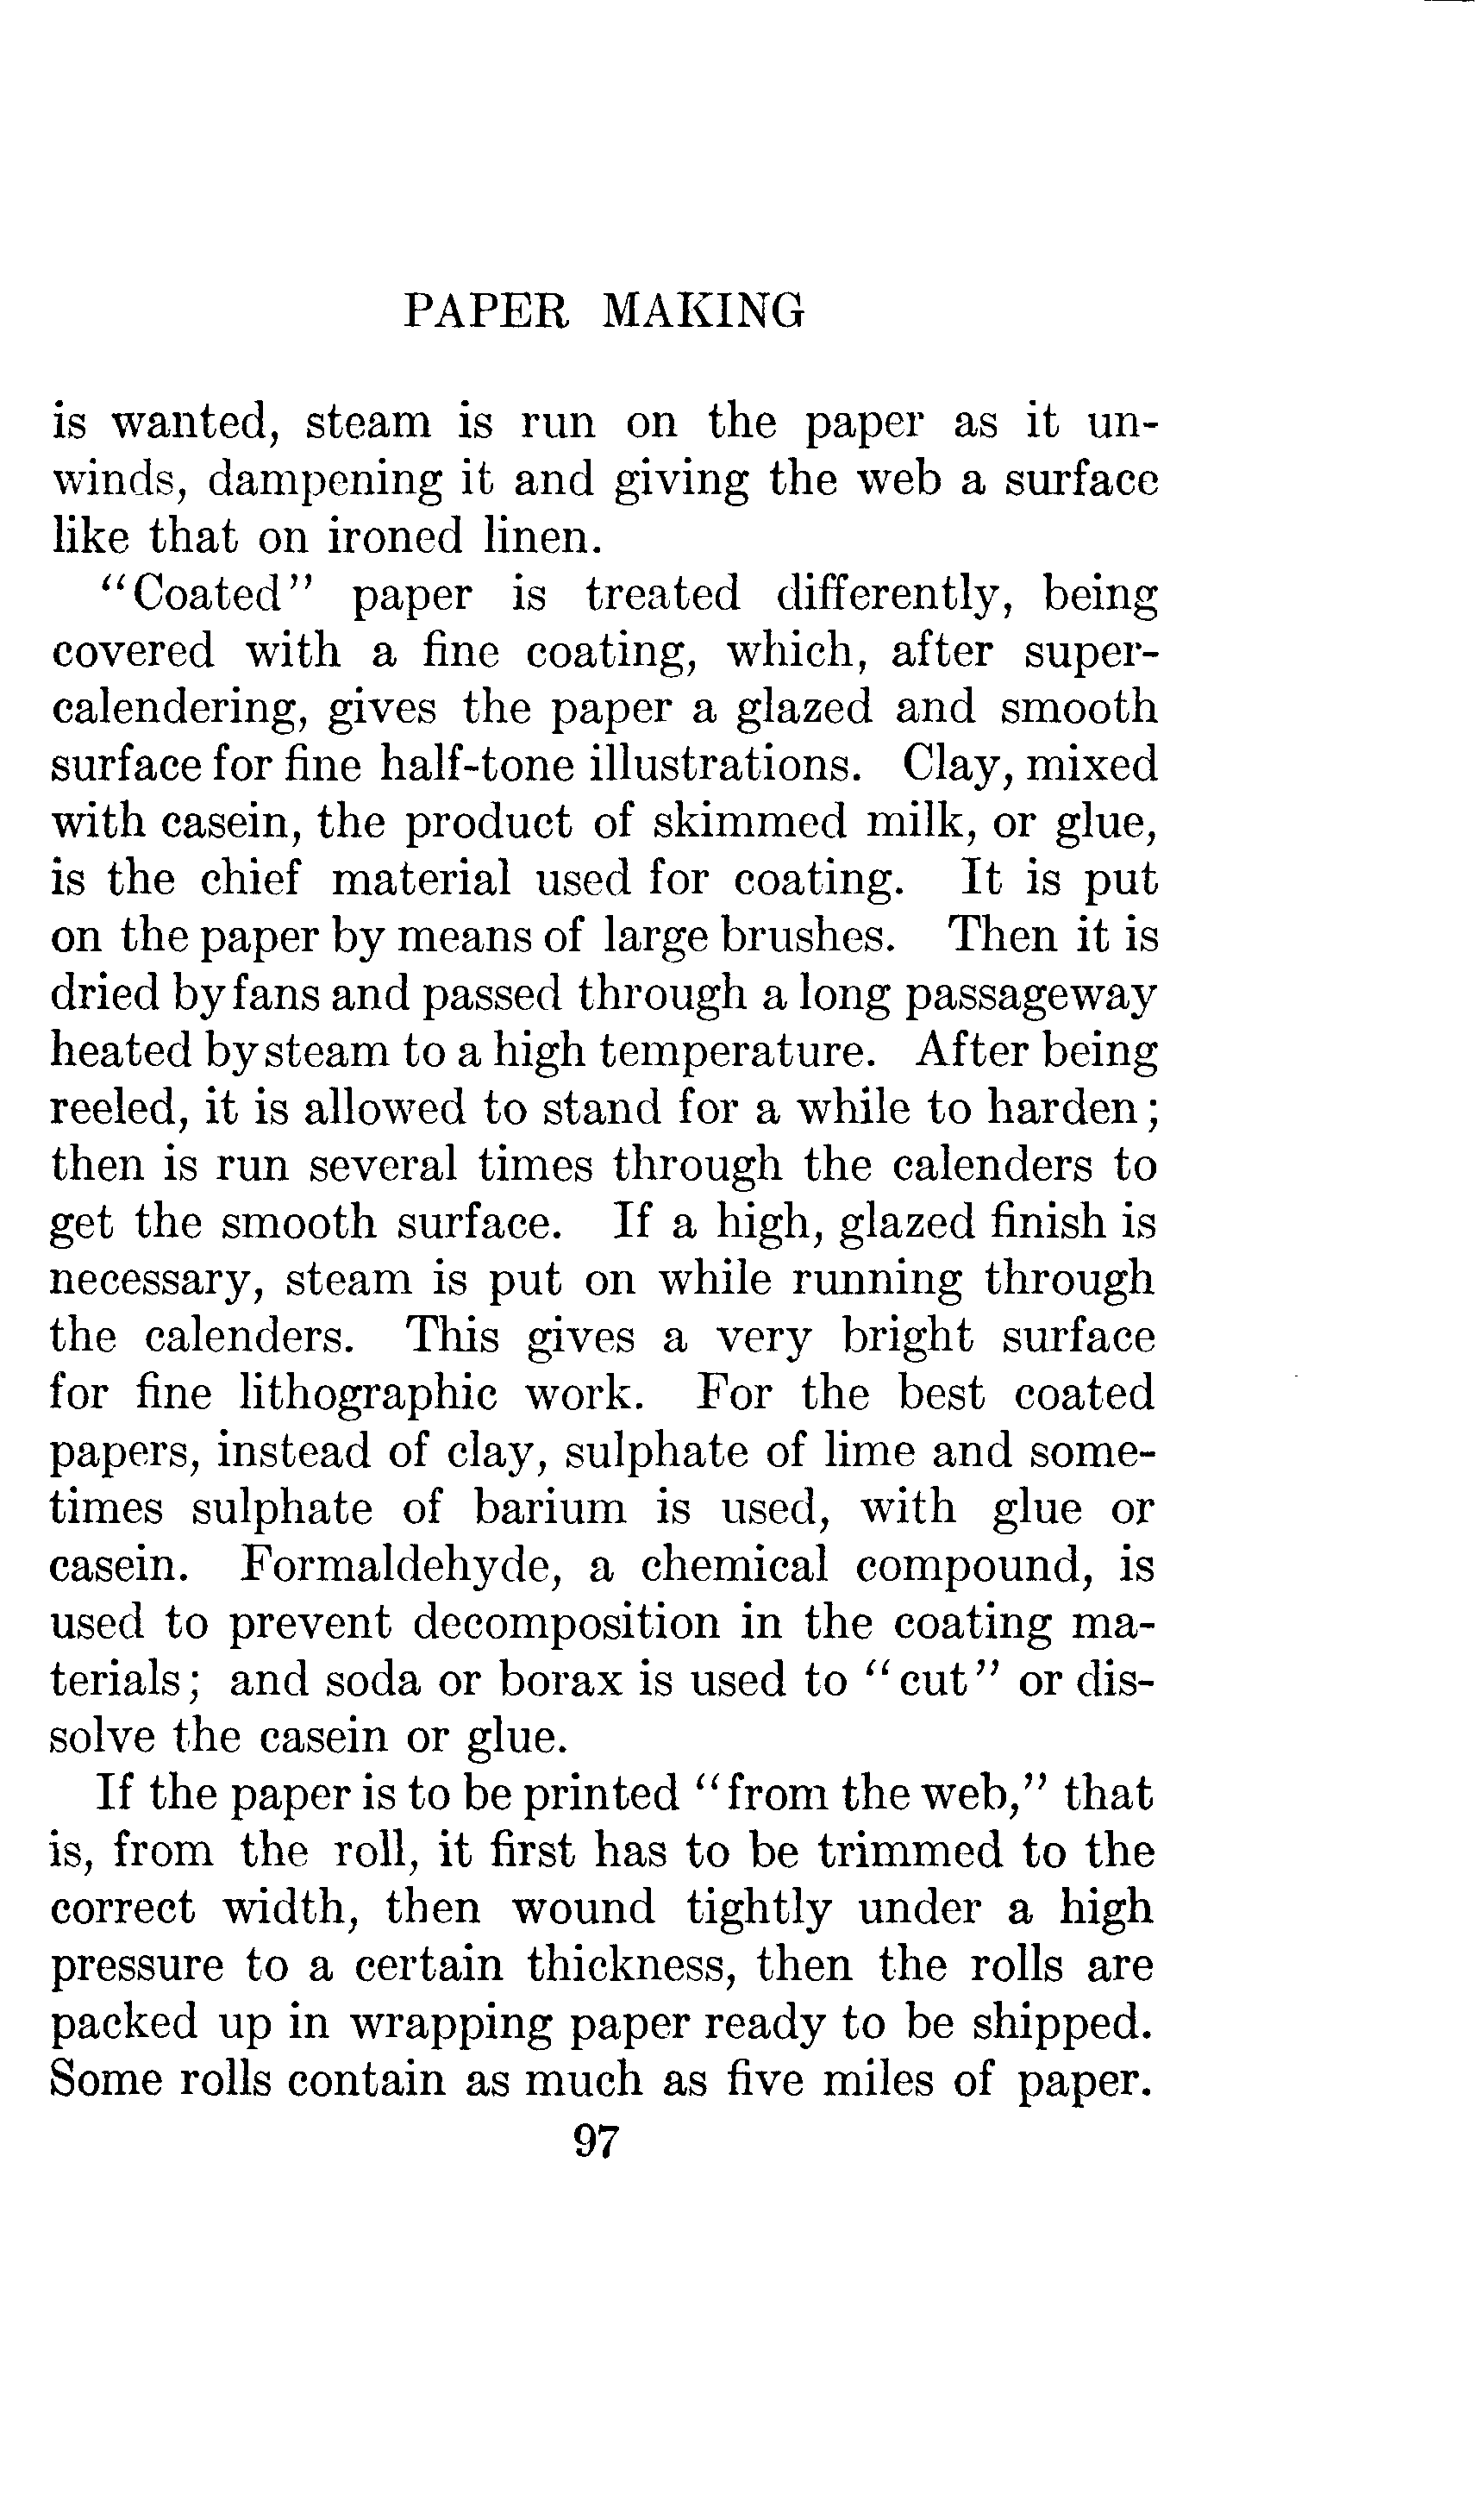 PAPER MAKING
is wanted, steam is run on the paper as it un-
winds, dampening it and giving the web a surface
like that on ironed linen.
"Coated" paper is treated differently, being
covered with a fine coating, which, after super-
calendering, gives the paper a glazed and smooth
surface for fine half-tone illustrations. Clay, mixed
with casein, the product of skimmed milk, or glue,
is the chief material used for coating. It is put
on the paper by means of large brushes. Then it is
dried by fans and passed through a long passageway
heated by steam to a high temperature. After being
reeled, it is allowed to stand for a while to harden;
then is run several times through the calenders to
get the smooth surface. If a high, glazed finish is
necessary, steam is put on while running through
the calenders. This gives a very bright surface
for fine lithographic work. For the best coated
papers, instead of clay, sulphate of lime and some-
times sulphate of barium is used, with glue or
casein. Formaldehyde, a chemical compound, is
used to prevent decomposition in the coating ma-
terials; and soda or borax is used to "cut" or dis-
solve the casein or glue.
If the paper is to be printed "from the web," that
is, from the roll, it first has to be trimmed to the
correct width, then wound tightly under a high
pressure to a certain thickness, then the rolls are
packed up in wrapping paper ready to be shipped.
Some rolls contain as much as five miles of paper.
97